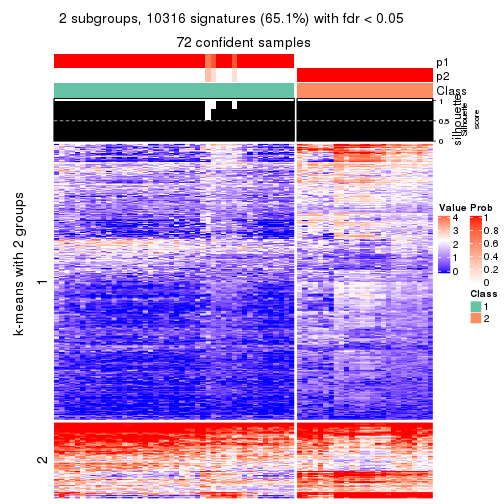 2 subgroups, 10316 signatures (65.1%) with fdr < 0.05
72 confident samples
p1
p2
Class
1
0.5
0
silhouette
Silhouette
score
k-means with 2 groups
1
2
Value
4
3
2
1
0
Prob
1
0.8
0.6
0.4
0.2
0
Class
1
2